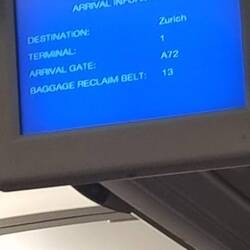 ARRIVAL
DESTINATION: Zurich
TERMINAL: 1
ARRIVAL GATE: A72
BAGGAGE RECLAIM BELT: 13